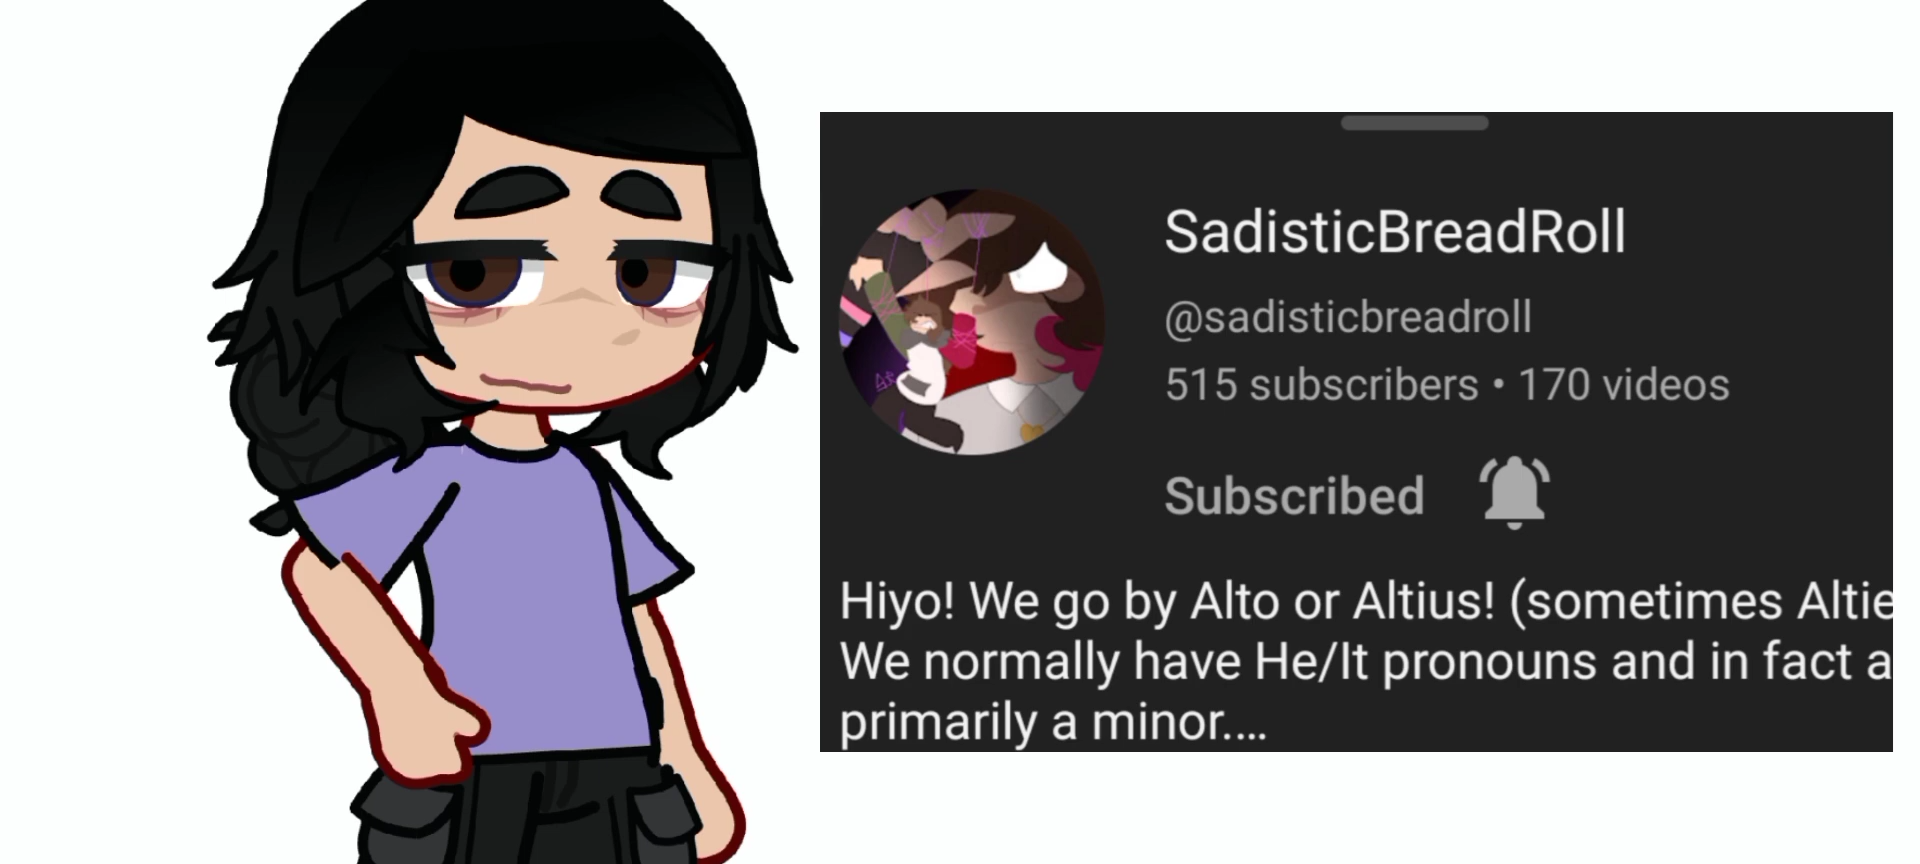 SadisticBreadRoll
@sadisticbreadroll
515 subscribers • 170 videos
Subscribed
Hiyo! We go by Alto or Altius! (sometimes Altie
We normally have He/It pronouns and in fact a
primarily a minor....